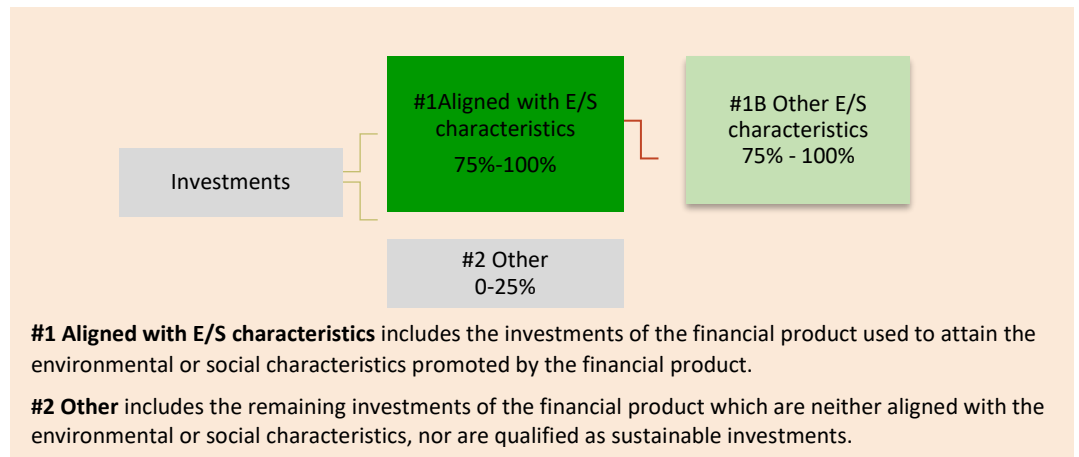 #1Aligned with E/S
characteristics
75%-100%
#1B Other E/S
characteristics
75% - 100%
Investments
#2 Other
0-25%
#1 Aligned with E/S characteristics includes the investments of the financial product used to attain the
environmental or social characteristics promoted by the financial product.
#2 Other includes the remaining investments of the financial product which are neither aligned with the
environmental or social characteristics, nor are qualified as sustainable investments.